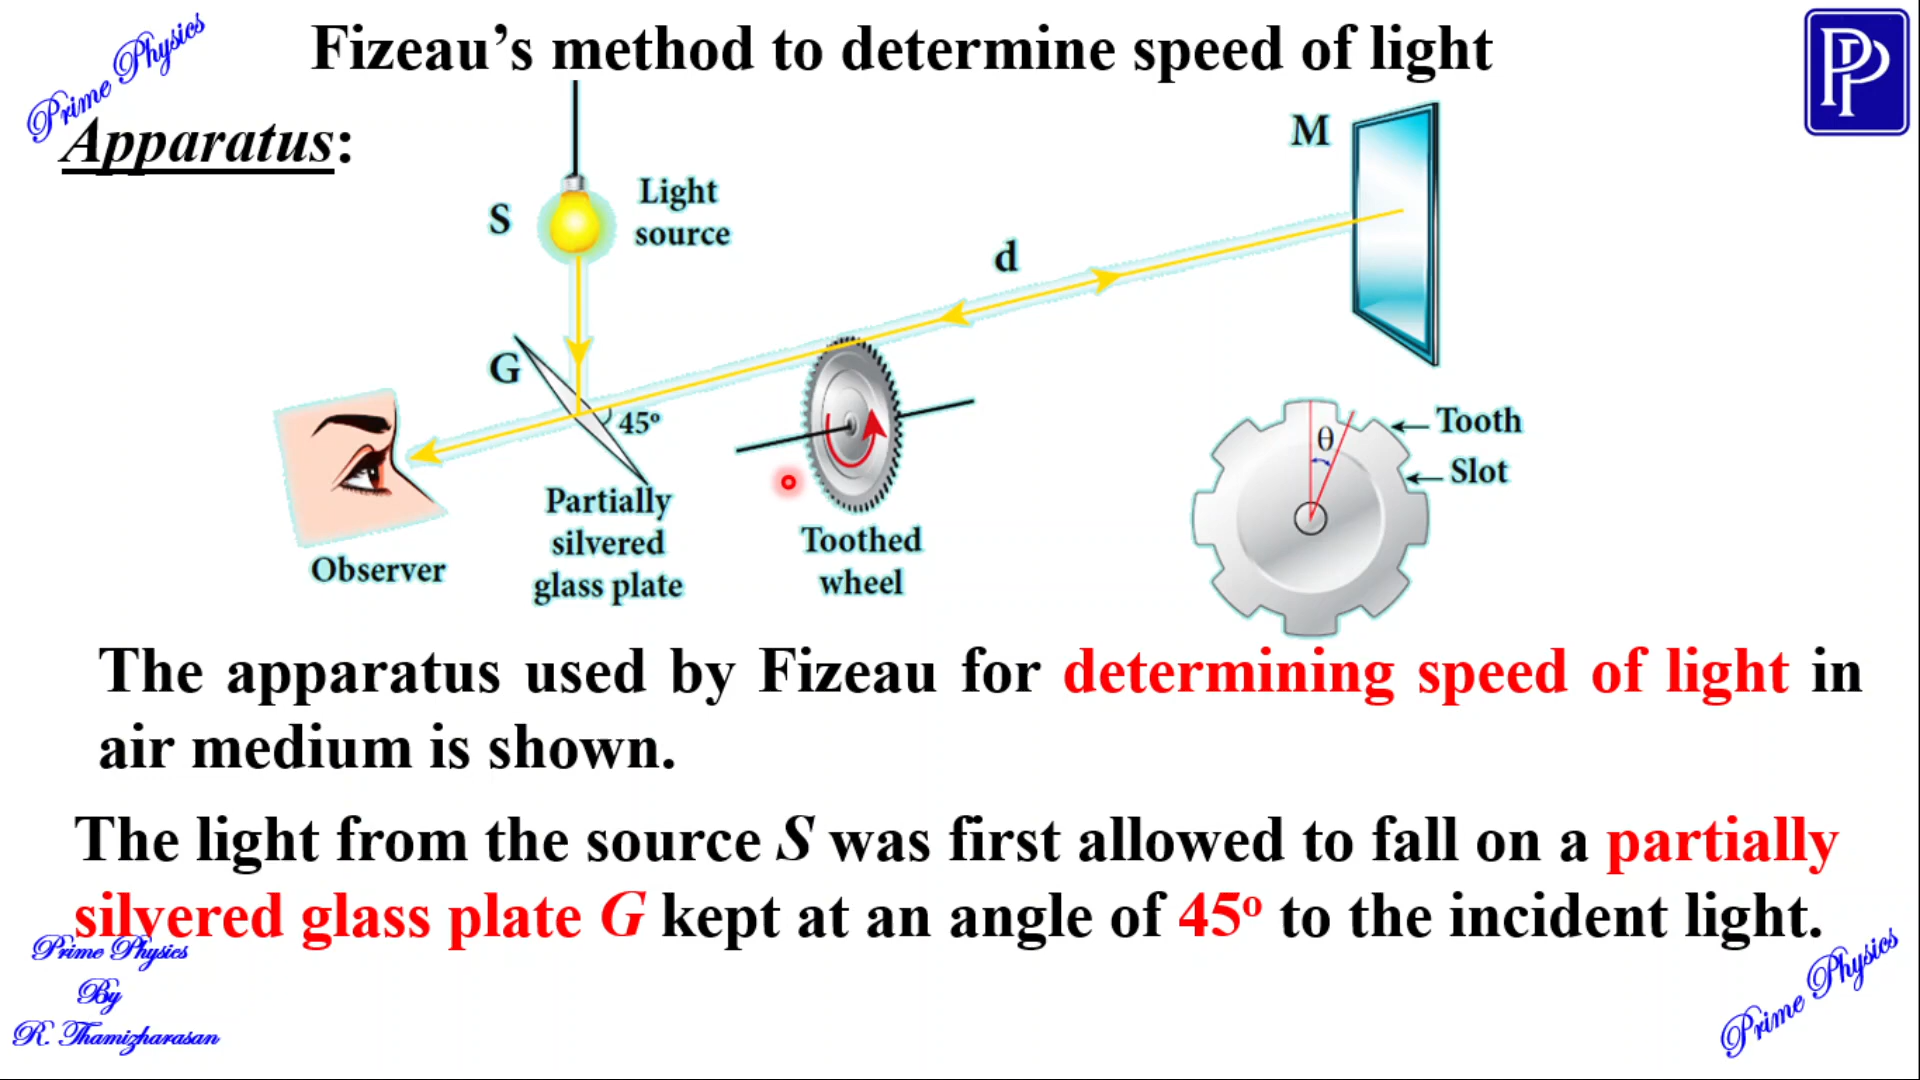 Fizeau’s method to determine speed of light
Prime Physics
PP
Apparatus:
M
S
Light
source
d
G
45º
Tooth
θ
Slot
Partially
silvered
glass plate
Toothed
wheel
Observer
The apparatus used by Fizeau for determining speed of light in
air medium is shown.
The light from the source S was first allowed to fall on a partially
silvered glass plate G kept at an angle of 45º to the incident light.
Prime Physics
By
R. Thamizharasan
Prime Physics